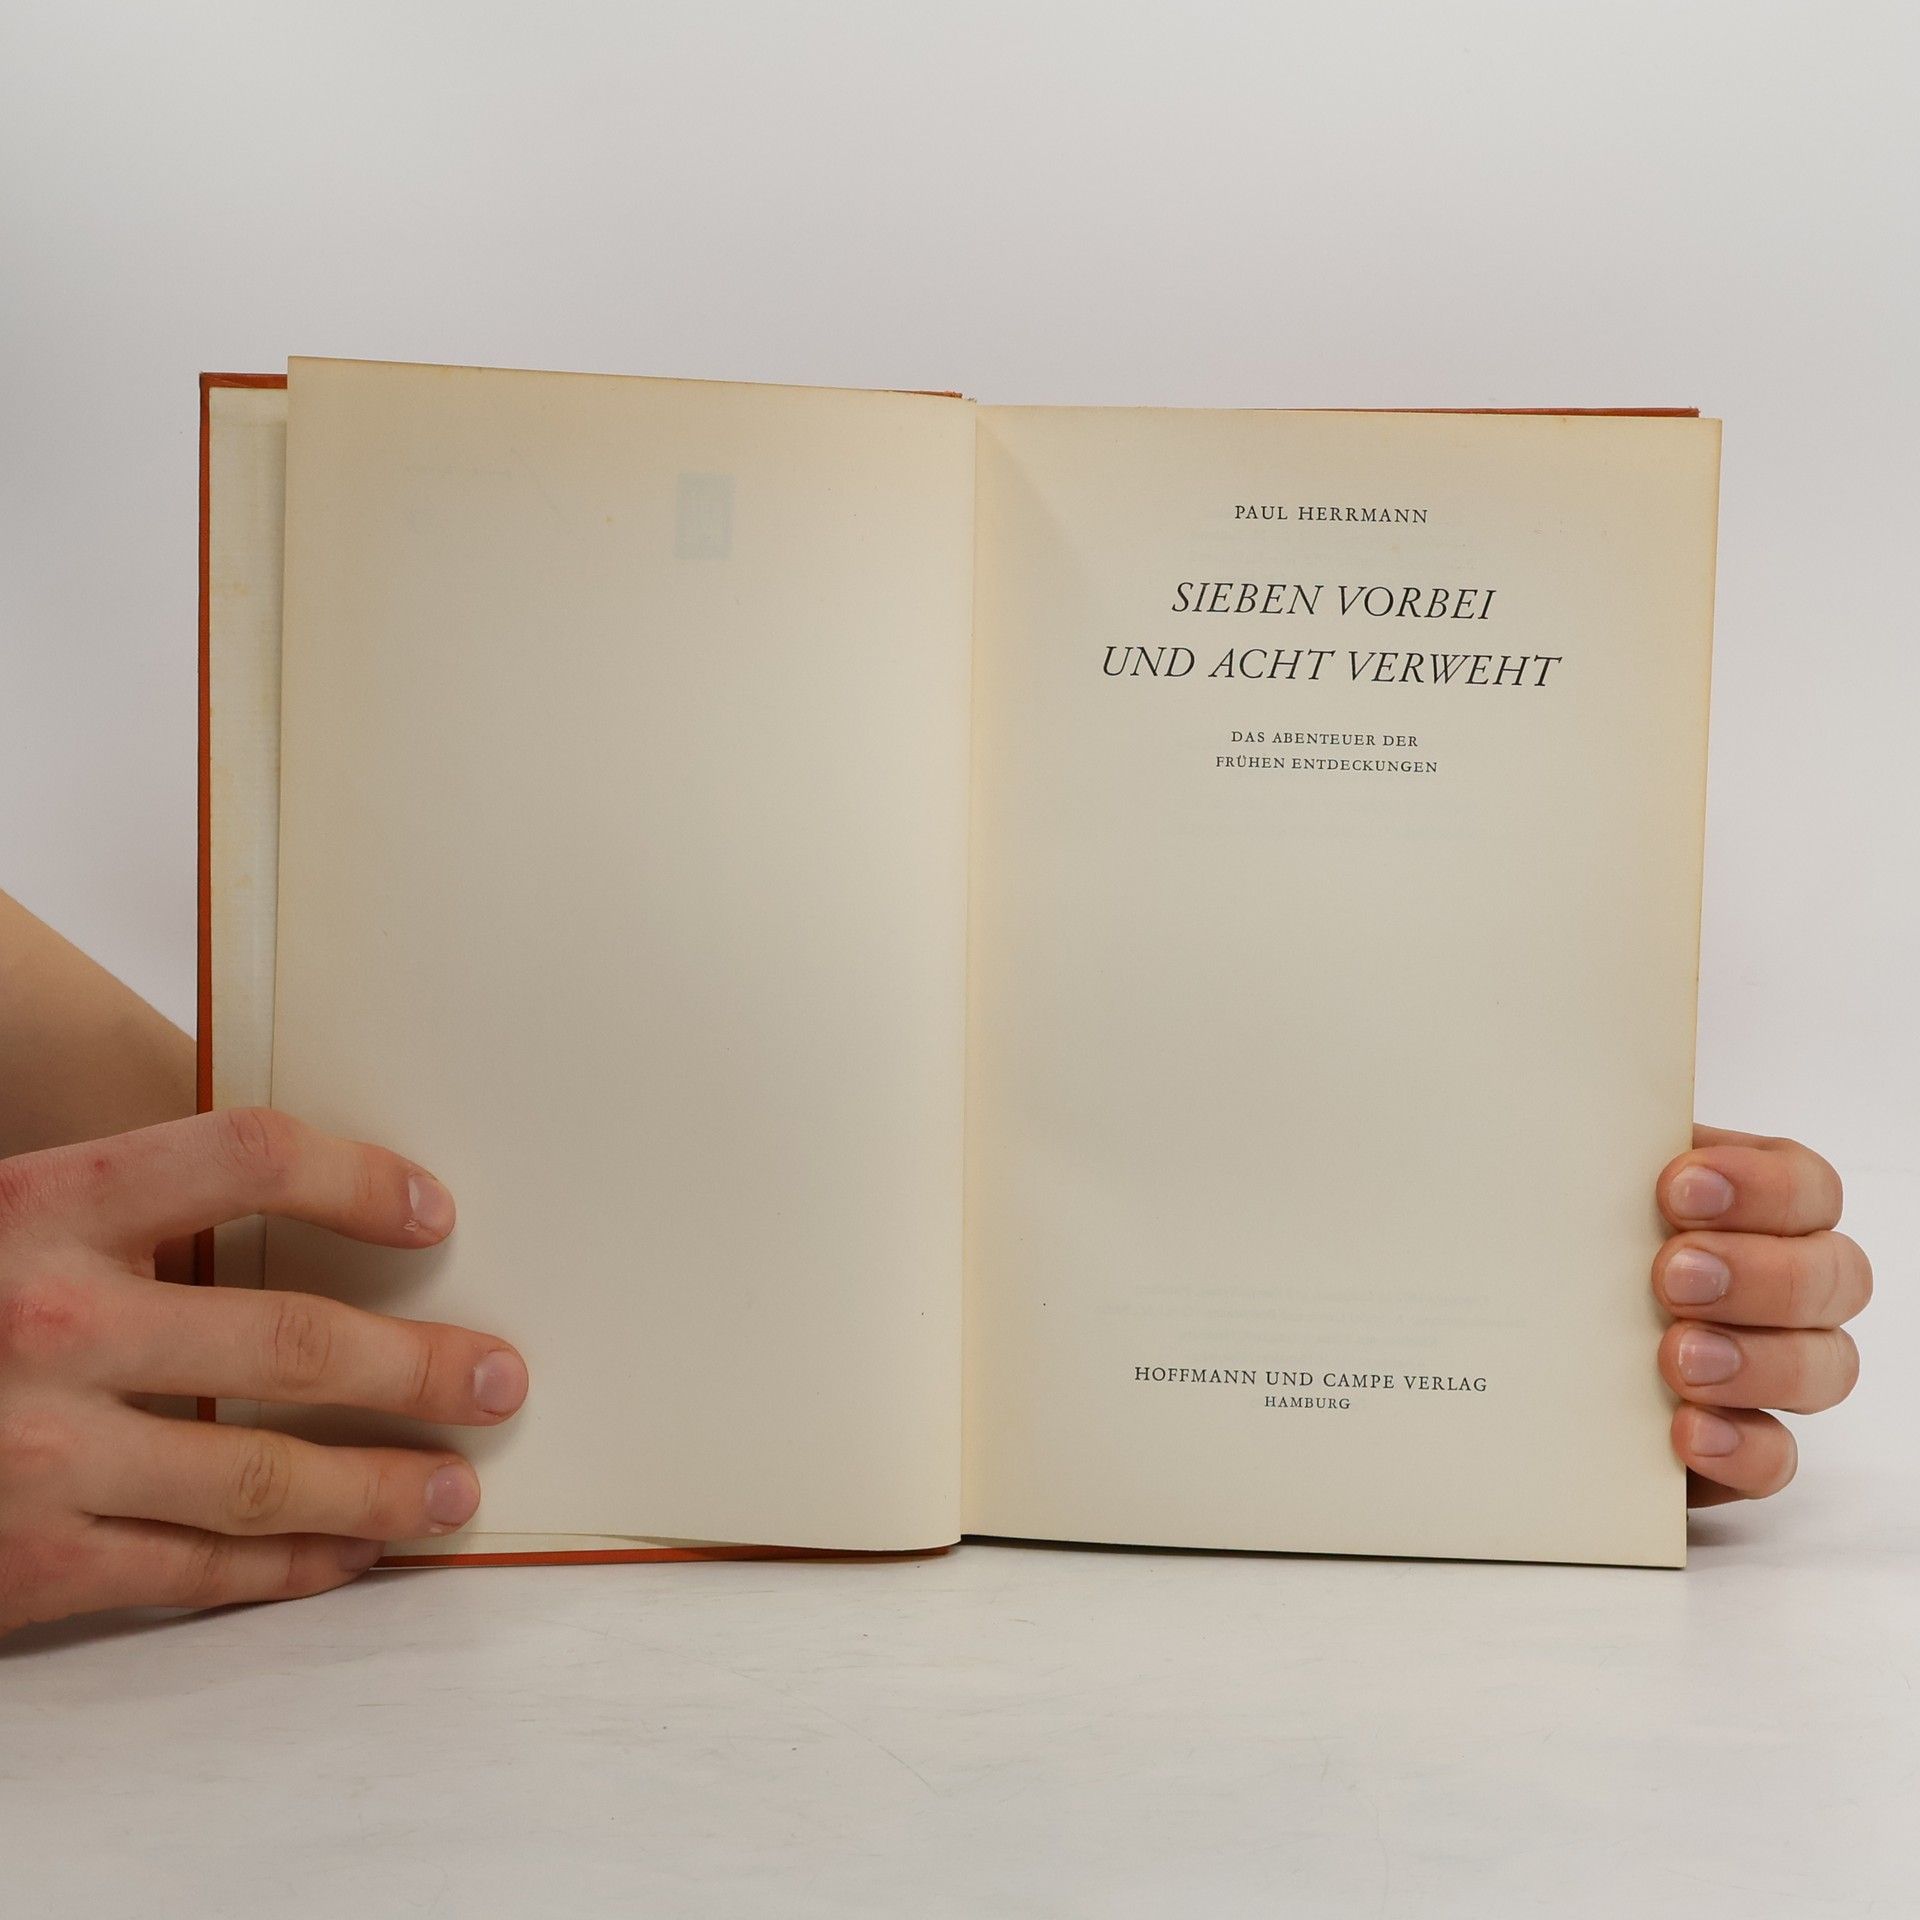 PAUL HERRMANN
SIEBEN VORBEI
UND ACHT VERWEHT
DAS ABENTEUER DER
FRÜHEN ENTDECKUNGEN
HOFFMANN UND CAMPE VERLAG
HAMBURG